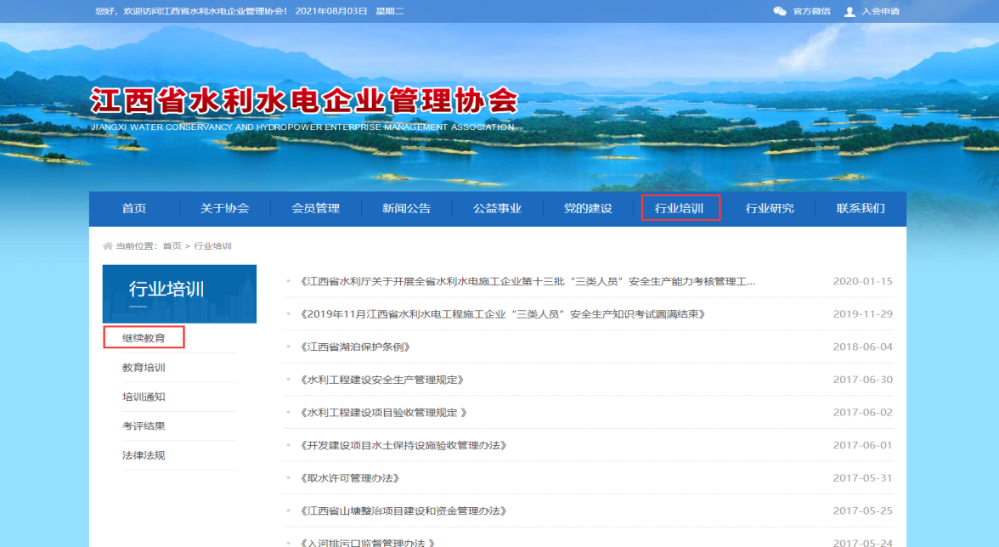 您好，欢迎访问江西省水利水电企业管理协会! 2021年08月03日 星期二
官方微信 入会申请
江西省水利水电企业管理协会
JIANGXI WATER CONSERVANCY AND HYDROPOWER ENTERPRISE MANAGEMENT ASSOCIATION
首页 关于协会 会员管理 新闻公告 公益事业 党的建设 行业培训 行业研究 联系我们
当前位置：首页 > 行业培训
行业培训
继续教育
教育培训
培训通知
考评结果
法律法规
《江西省水利厅关于开展全省水利水电施工企业第十三批“三类人员”安全生产能力考核管理工... 2020-01-15
《2019年11月江西省水利水电工程施工企业“三类人员”安全生产知识考试圆满结束》 2019-11-29
《江西省湖泊保护条例》 2018-06-04
《水利工程建设安全生产管理规定》 2017-06-30
《水利工程建设项目验收管理规定 》 2017-06-02
《开发建设项目水土保持设施验收管理办法》 2017-06-01
《取水许可管理办法》 2017-05-31
《江西省山塘整治项目建设和资金管理办法》 2017-05-25
《入河排污口监督管理办法 》 2017-05-24